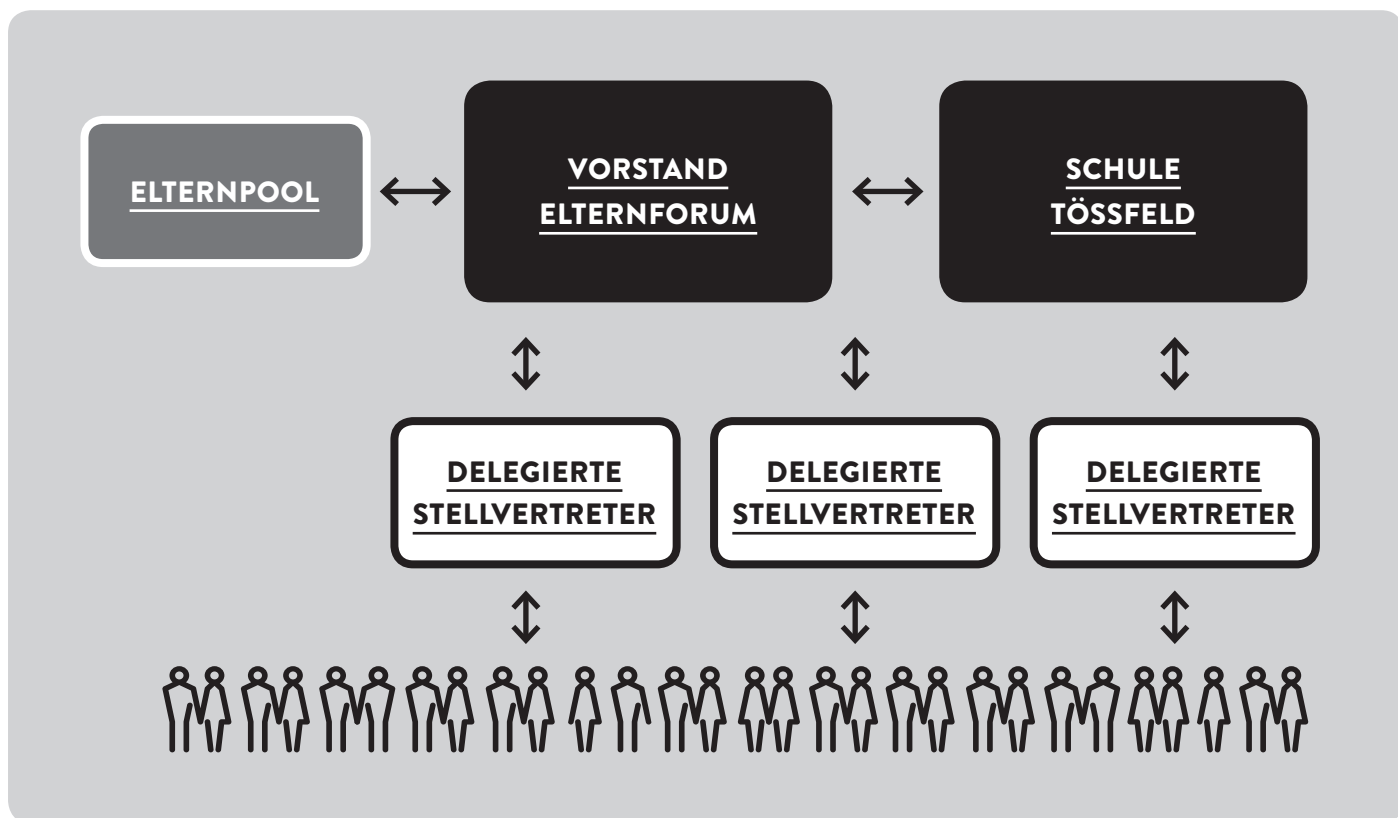 ELTERNPOOL
VORSTAND
ELTERNFORUM
SCHULE
TÖSSFELD
DELEGIERTE
STELLVERTRETER
DELEGIERTE
STELLVERTRETER
DELEGIERTE
STELLVERTRETER